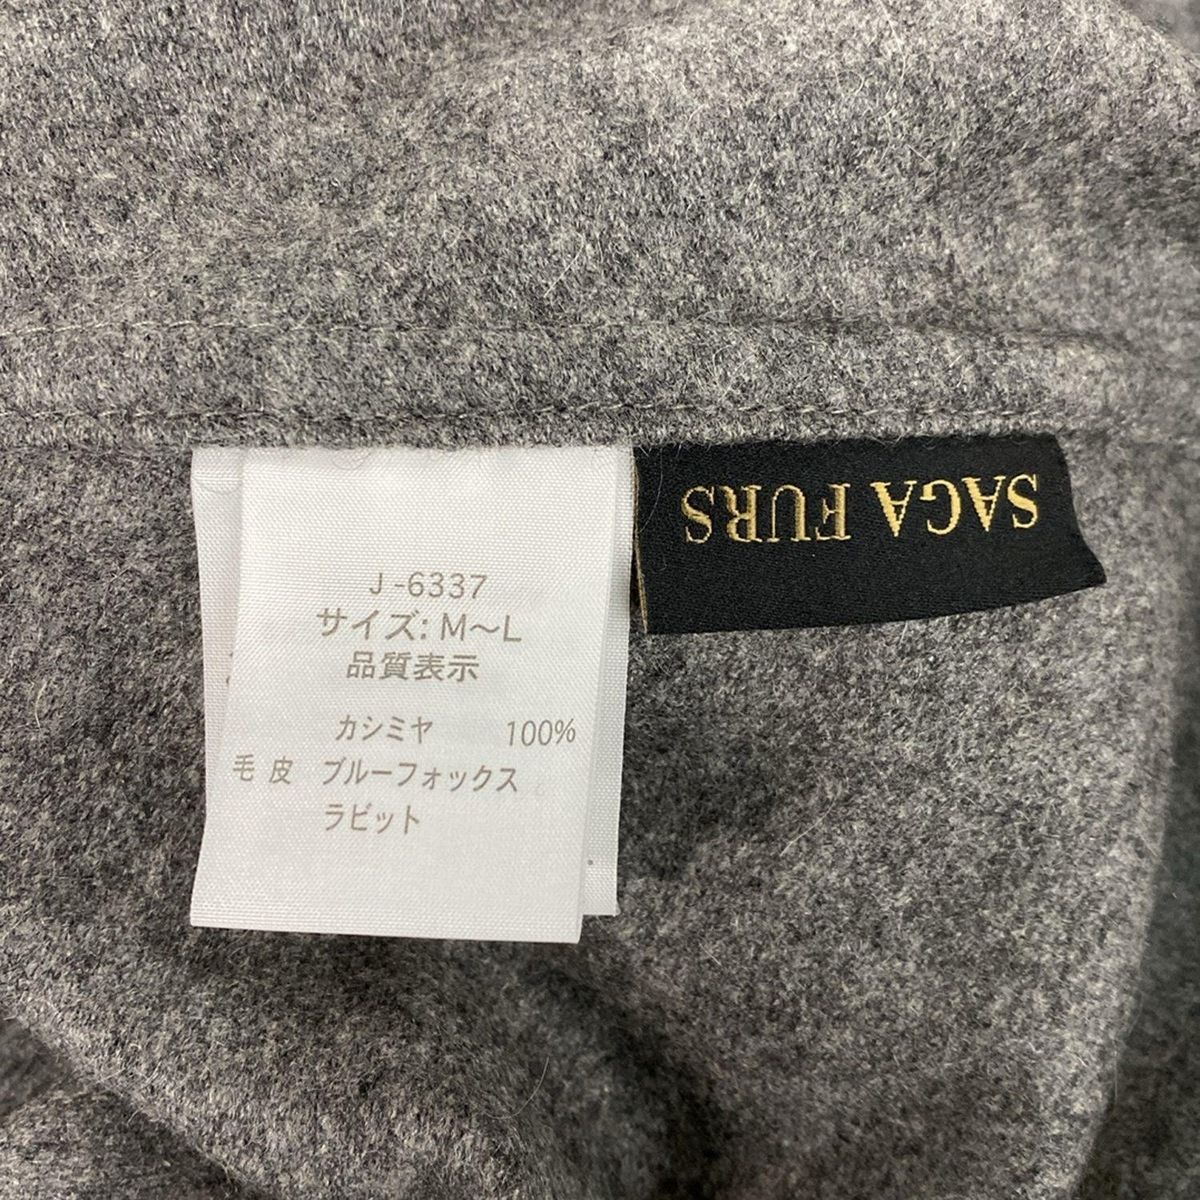 J-6337
サイズ: M〜L
品質表示
カシミヤ 100%
毛皮 ブルーフォックス
ラビット
SAGA FURS